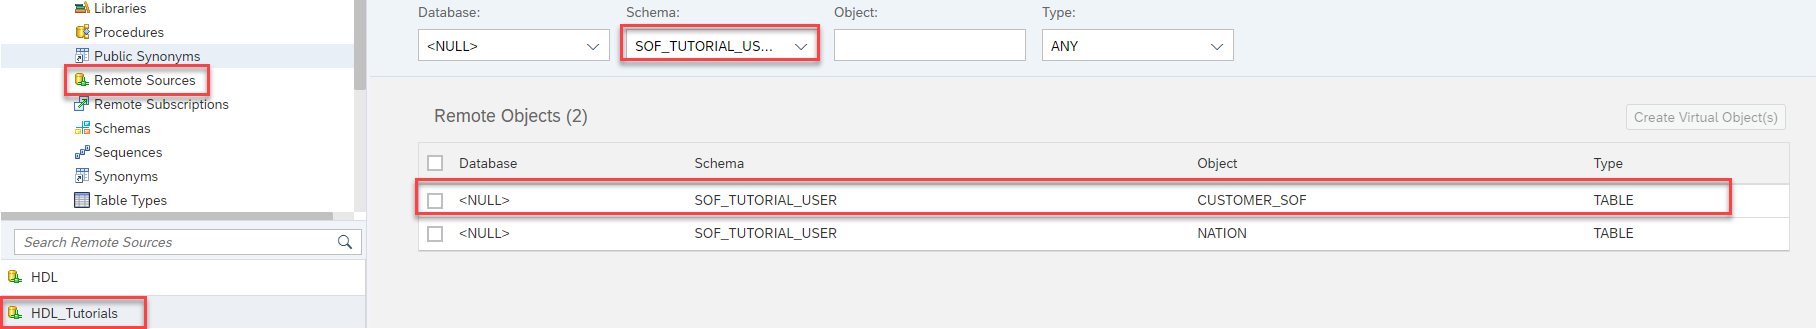 Libraries
Procedures
Public Synonyms
Remote Sources
Remote Subscriptions
Schemas
Sequences
Synonyms
Table Types
Search Remote Sources
HDL
HDL_Tutorials
Database: Schema: Object: Type:
<NULL> SOF_TUTORIAL_US... ANY
Remote Objects (2)
Create Virtual Object(s)
Database Schema Object Type
<NULL> SOF_TUTORIAL_USER CUSTOMER_SOF TABLE
<NULL> SOF_TUTORIAL_USER NATION TABLE